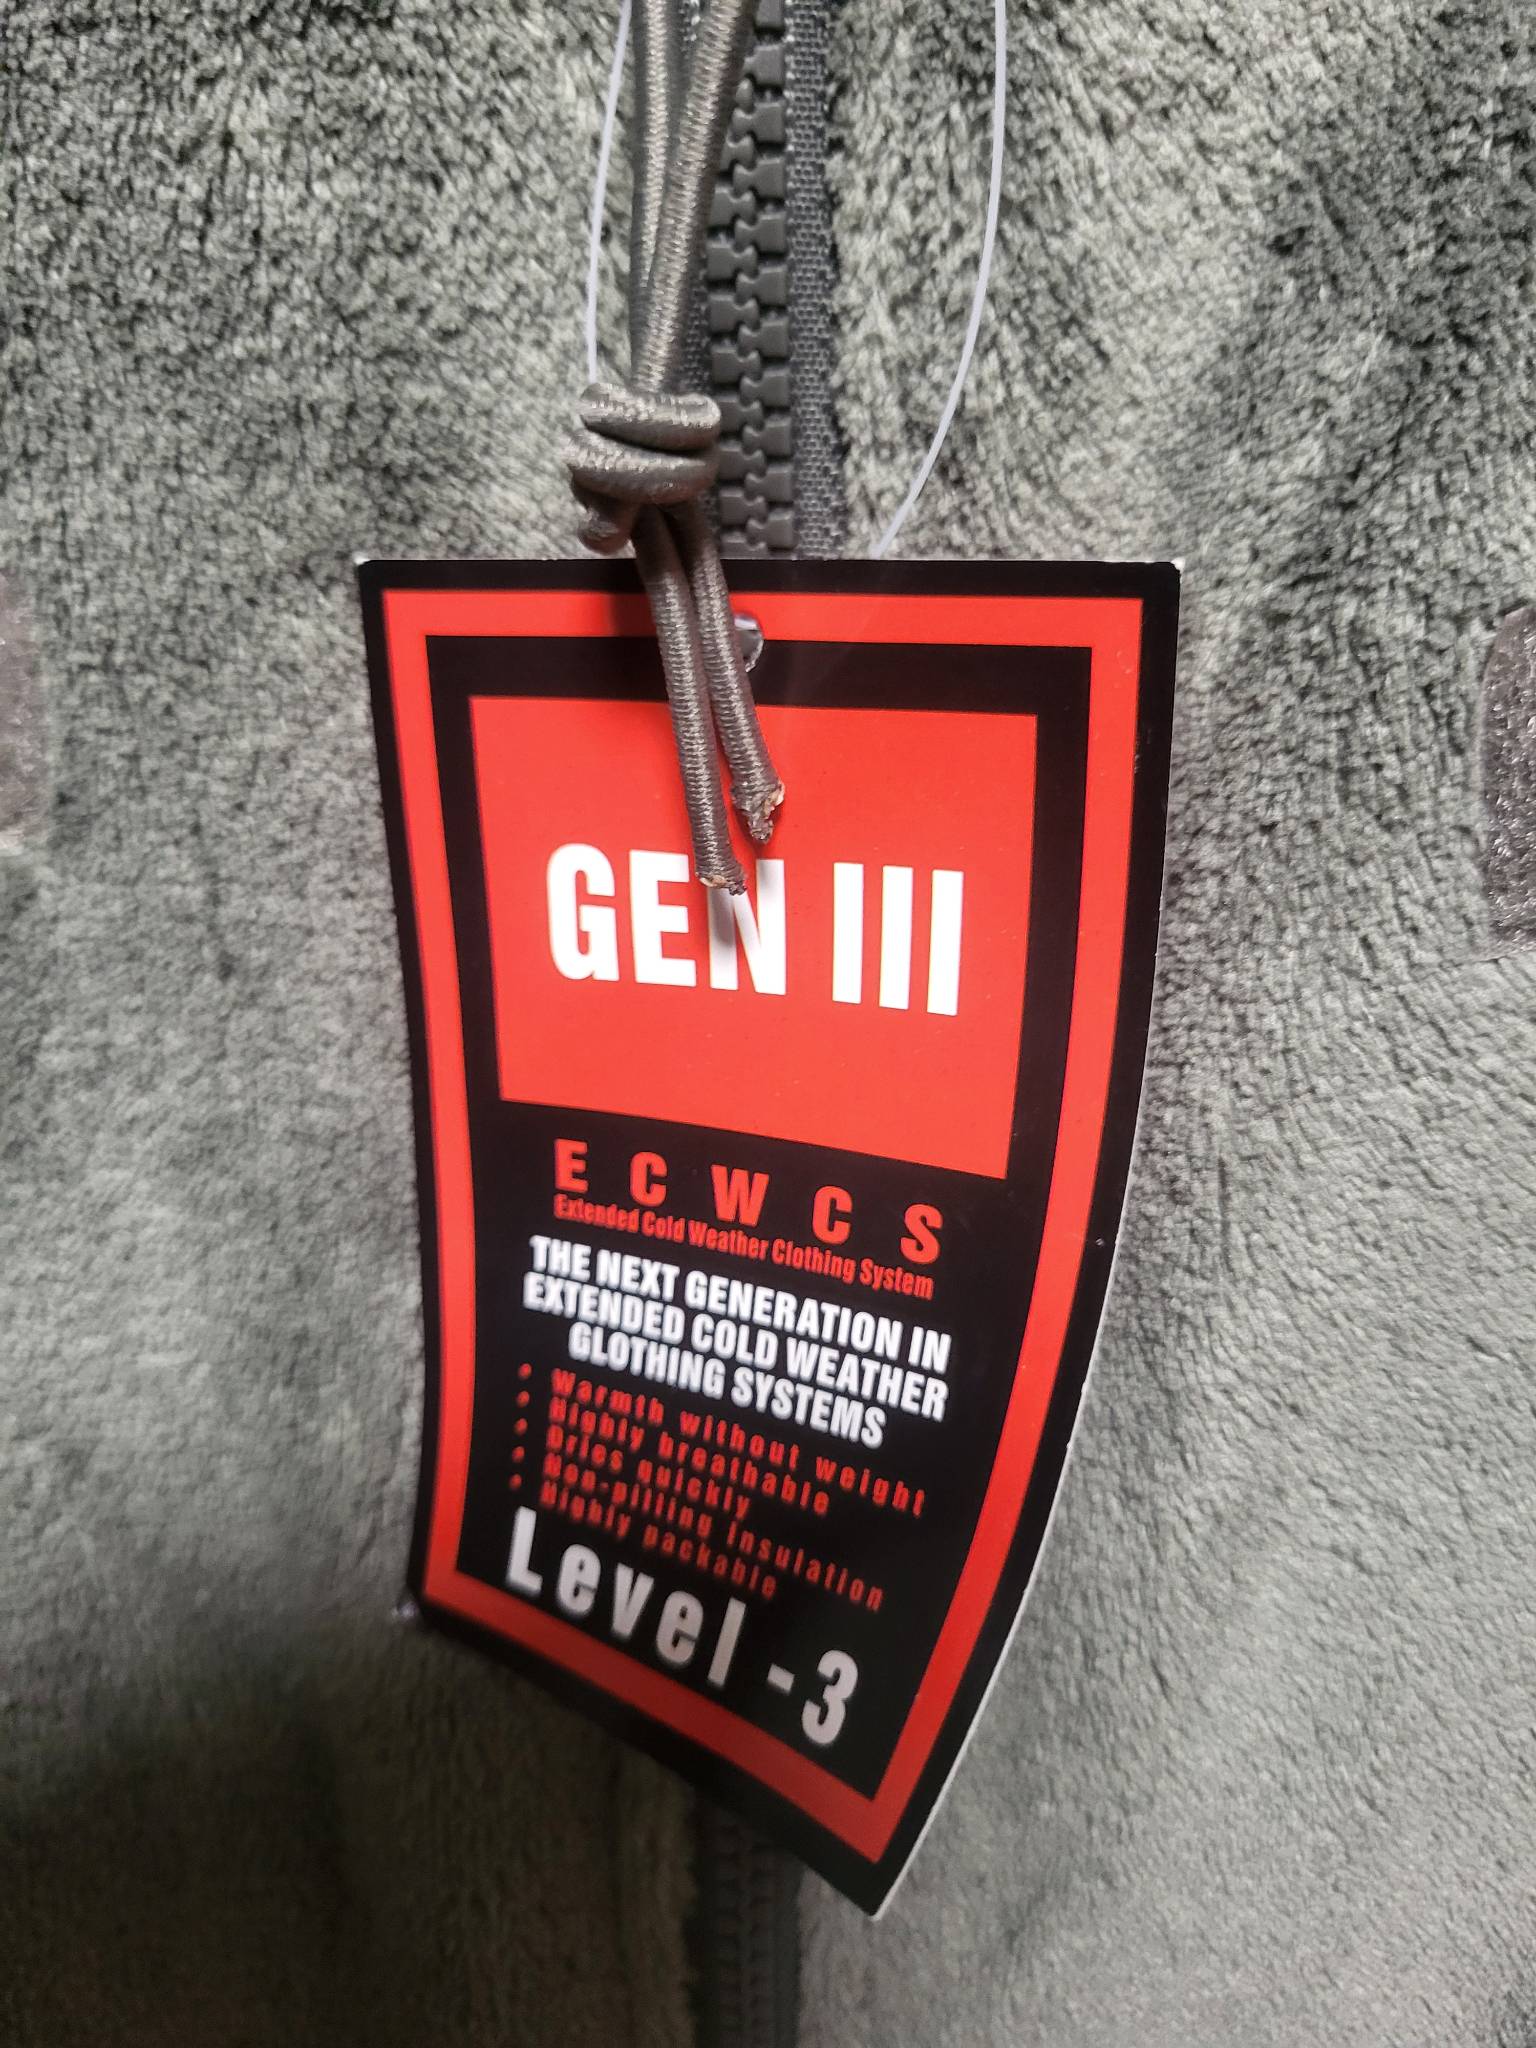 GEN III
E C W C S
Extended Cold Weather Clothing System
THE NEXT GENERATION IN
EXTENDED COLD WEATHER
GLOTHING SYSTEMS
• Warmth without weight
• Highly breathable
• Dries quickly
• Non-pilling Insulation
• Highly packable
Level - 3